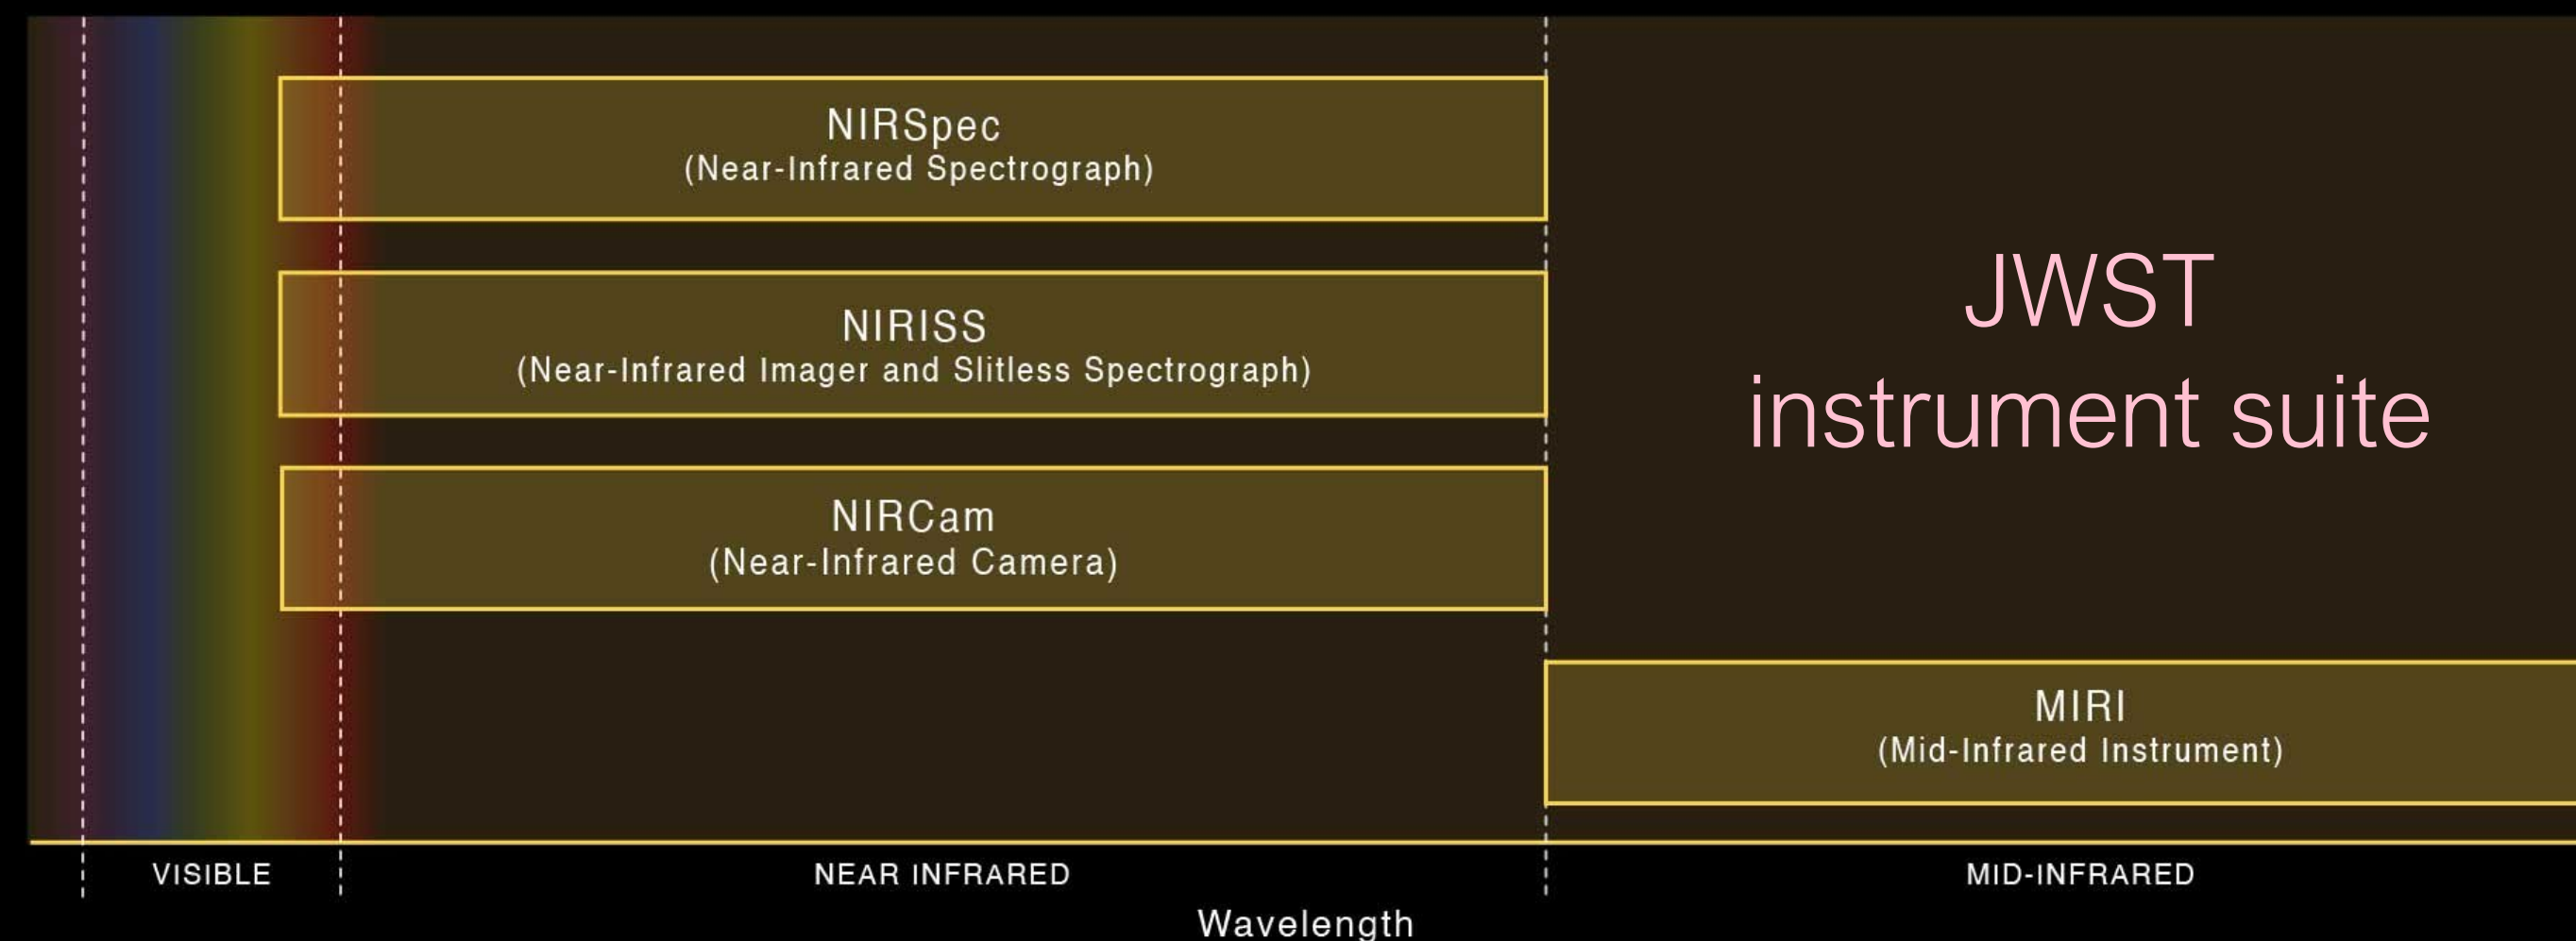 NIRSpec
(Near-Infrared Spectrograph)
NIRISS
(Near-Infrared Imager and Slitless Spectrograph)
NIRCam
(Near-Infrared Camera)
JWST
instrument suite
MIRI
(Mid-Infrared Instrument)
VISIBLE
NEAR INFRARED
MID-INFRARED
Wavelength